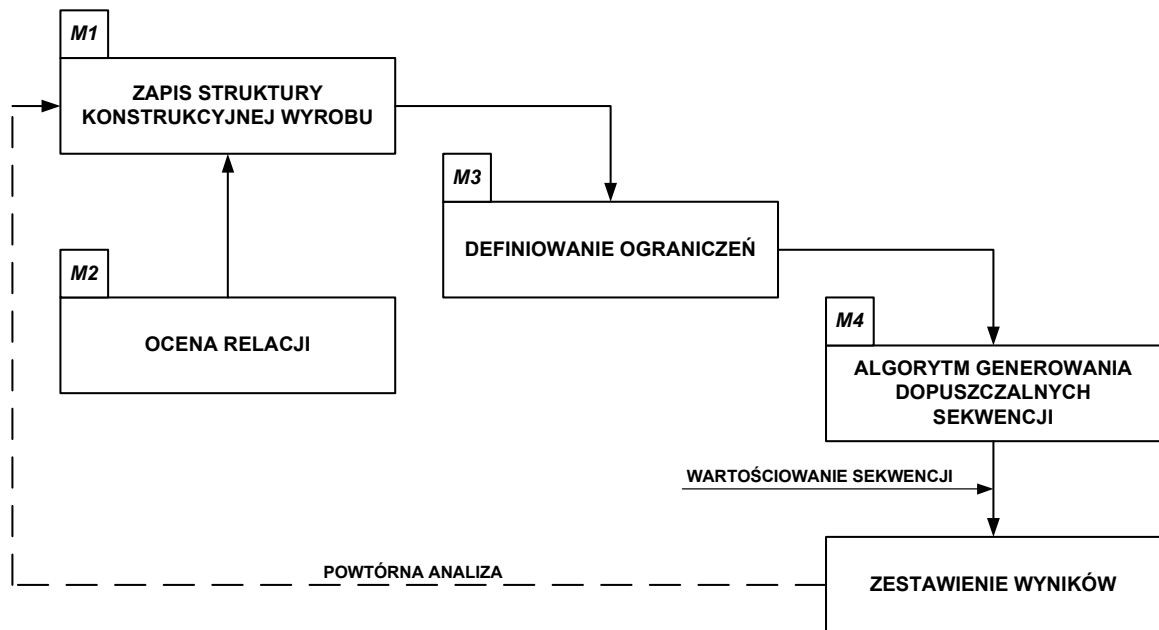 M1
ZAPIS STRUKTURY
KONSTRUKCYJNEJ WYROBU
M3
DEFINIOWANIE OGRANICZEŃ
M2
OCENA RELACJI
M4
ALGORYTM GENEROWANIA
DOPUSZCZALNYCH
SEKWENCJI
WARTOŚCIOWANIE SEKWENCJI
POWTÓRNA ANALIZA
ZESTAWIENIE WYNIKÓW